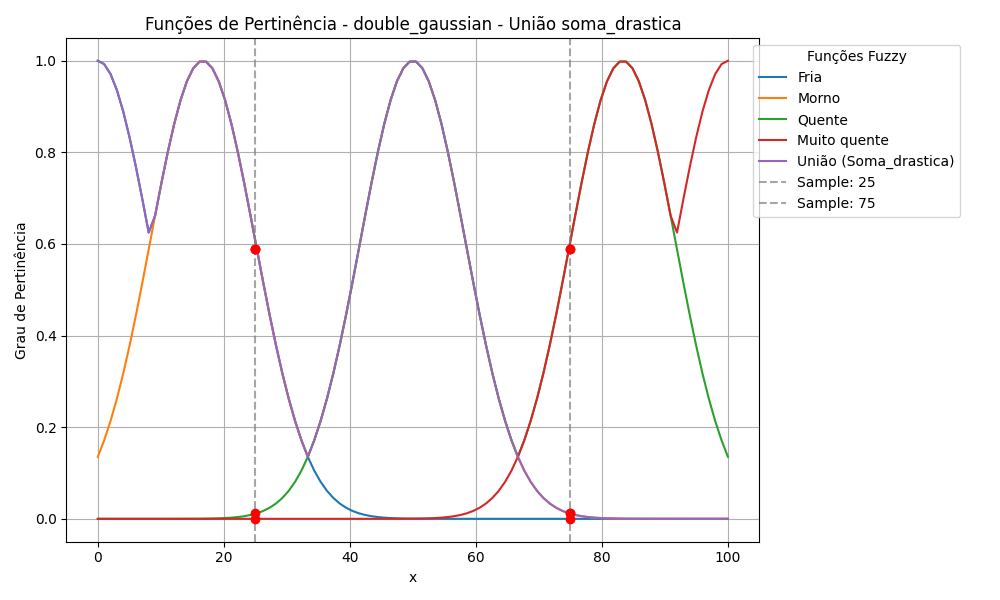 Funções de Pertinência - double_gaussian - União soma_drastica
Grau de Pertinência
1.0
0.8
0.6
0.4
0.2
0.0
0
20
40
60
80
100
x
Funções Fuzzy
Fria
Morno
Quente
Muito quente
União (Soma_drastica)
Sample: 25
Sample: 75